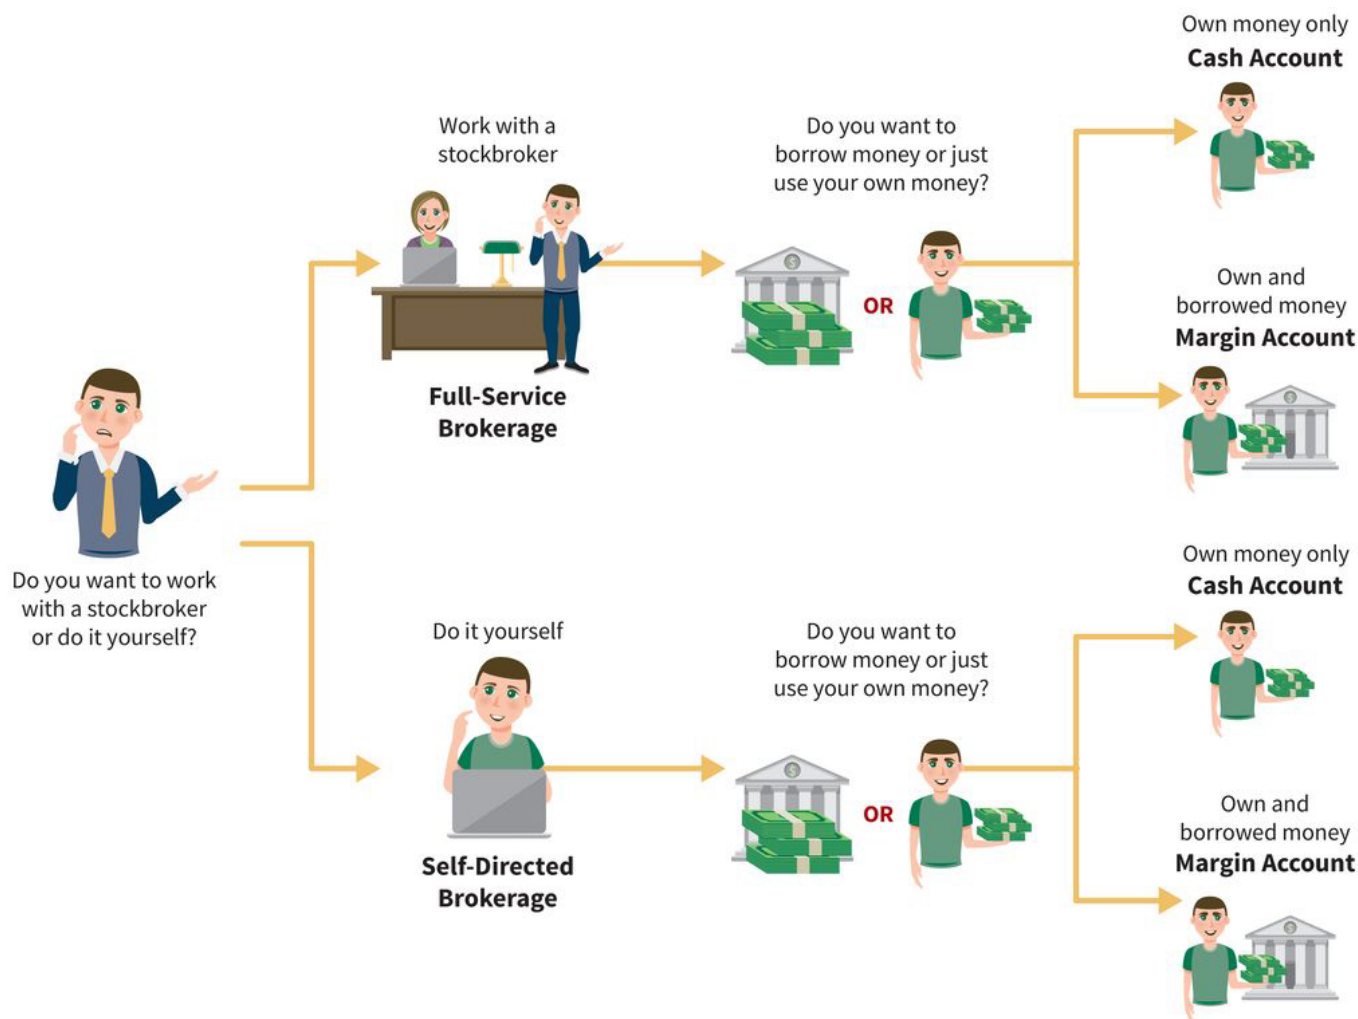 Do you want to work
with a stockbroker
or do it yourself?
Work with a
stockbroker
Full-Service
Brokerage
Do you want to
borrow money or just
use your own money?
$
OR
Own money only
Cash Account
Own and
borrowed money
Margin Account
$
Do it yourself
Self-Directed
Brokerage
Do you want to
borrow money or just
use your own money?
$
OR
Own money only
Cash Account
Own and
borrowed money
Margin Account
$